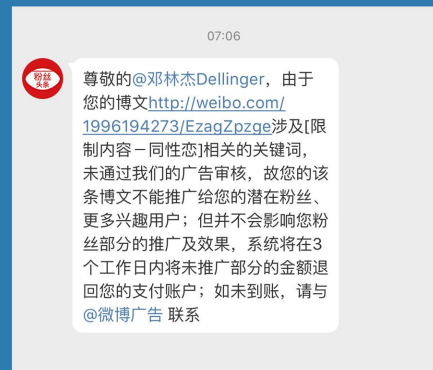 07:06
粉丝
头条
尊敬的@邓林杰Dellinger，由于
您的博文http://weibo.com/
1996194273/EzagZpzge涉及[限
制内容－同性恋]相关的关键词，
未通过我们的广告审核，故您的该
条博文不能推广给您的潜在粉丝、
更多兴趣用户；但并不会影响您粉
丝部分的推广及效果，系统将在3
个工作日内将未推广部分的金额退
回您的支付账户；如未到账，请与
@微博广告 联系